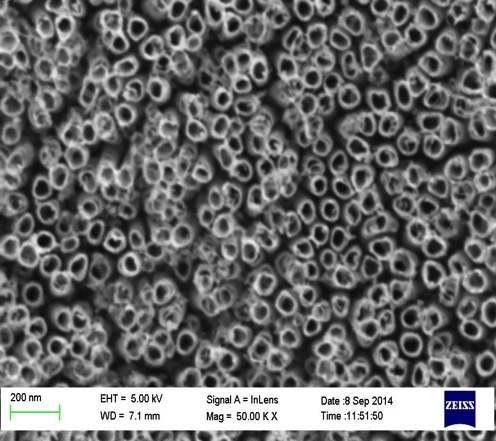 200 nm
EHT = 5.00 kV
Signal A = InLens
Date :8 Sep 2014
ZEISS
WD = 7.1 mm
Mag = 50.00 K X
Time :11:51:50